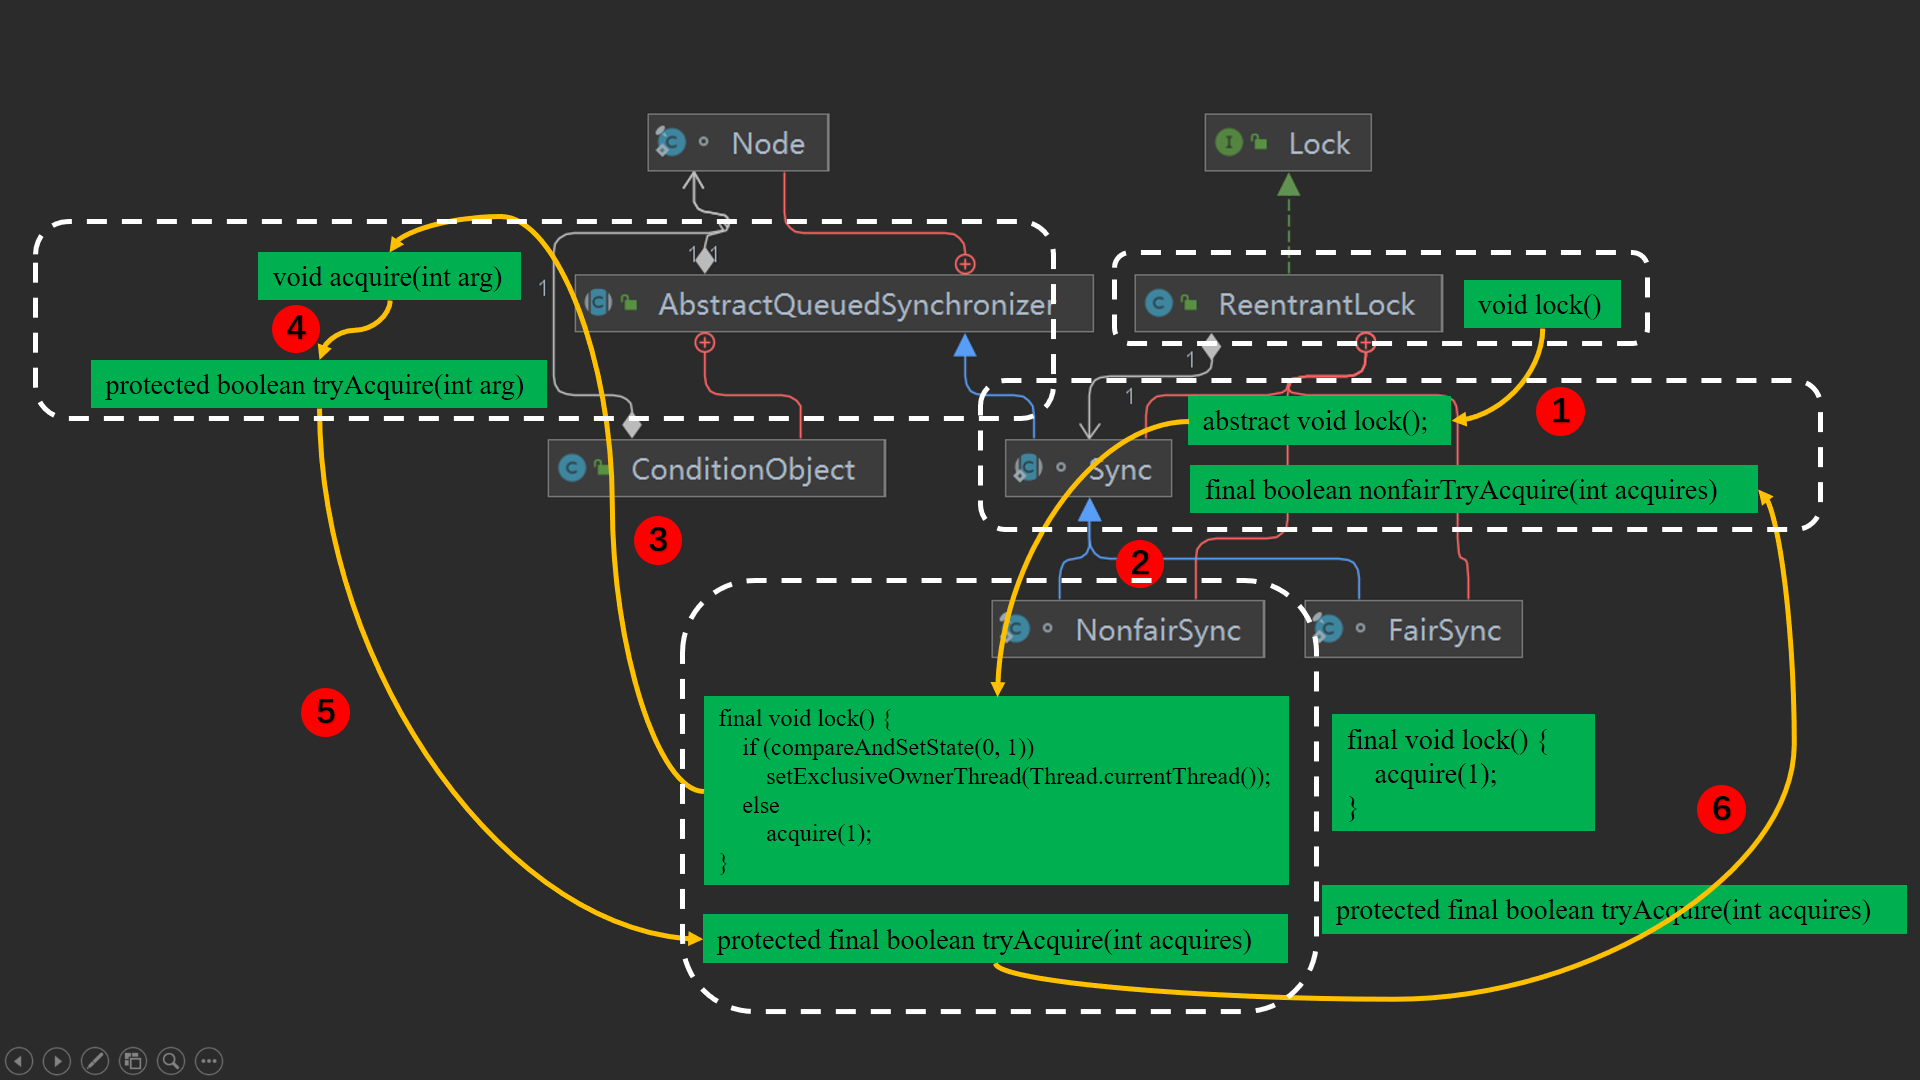 Node
Lock
void acquire(int arg)
1 1
1
AbstractQueuedSynchronizer
ReentrantLock
void lock()
4
protected boolean tryAcquire(int arg)
1
1
1
abstract void lock();
ConditionObject
Sync
final boolean nonfairTryAcquire(int acquires)
3
2
NonfairSync
FairSync
5
final void lock() {
if (compareAndSetState(0, 1))
setExclusiveOwnerThread(Thread.currentThread());
else
acquire(1);
}
final void lock() {
acquire(1);
}
6
protected final boolean tryAcquire(int acquires)
protected final boolean tryAcquire(int acquires)